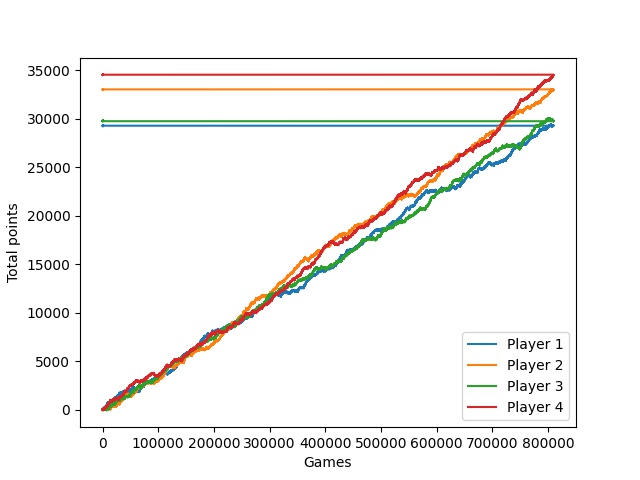 35000
30000
25000
20000
15000
10000
5000
0
Total points
0 100000 200000 300000 400000 500000 600000 700000 800000
Games
Player 1
Player 2
Player 3
Player 4